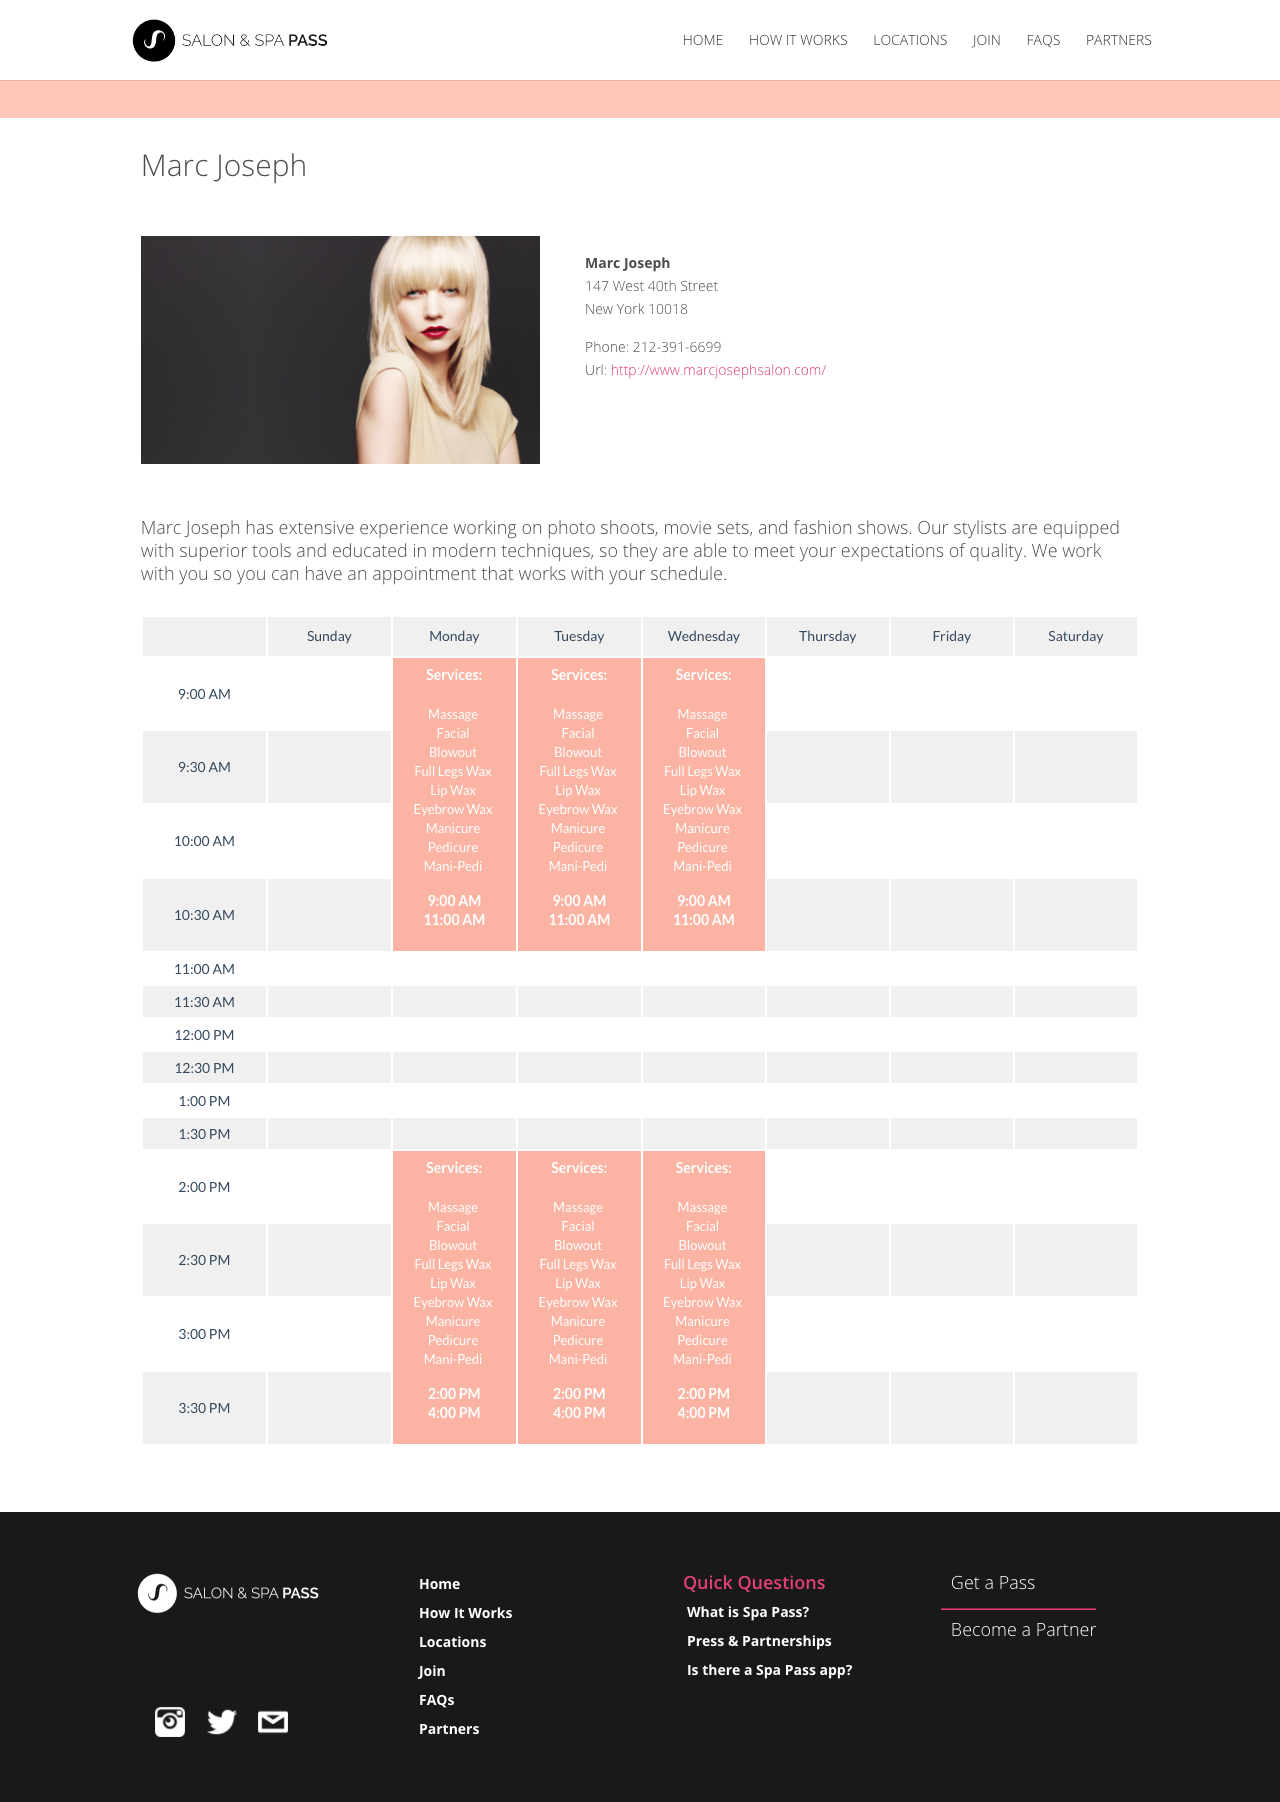 SALON & SPA PASS
HOME HOW IT WORKS LOCATIONS JOIN FAQS PARTNERS
Marc Joseph
Marc Joseph
147 West 40th Street
New York 10018
Phone: 212-391-6699
Url: http://www.marcjosephsalon.com/
Marc Joseph has extensive experience working on photo shoots, movie sets, and fashion shows. Our stylists are equipped
with superior tools and educated in modern techniques, so they are able to meet your expectations of quality. We work
with you so you can have an appointment that works with your schedule.
Sunday Monday Tuesday Wednesday Thursday Friday Saturday
Services: Services: Services:
9:00 AM
Massage Massage Massage
Facial Facial Facial
Blowout Blowout Blowout
9:30 AM
Full Legs Wax Full Legs Wax Full Legs Wax
Lip Wax Lip Wax Lip Wax
Eyebrow Wax Eyebrow Wax Eyebrow Wax
Manicure Manicure Manicure
10:00 AM
Pedicure Pedicure Pedicure
Mani-Pedi Mani-Pedi Mani-Pedi
9:00 AM 9:00 AM 9:00 AM
10:30 AM
11:00 AM 11:00 AM 11:00 AM
11:00 AM
11:30 AM
12:00 PM
12:30 PM
1:00 PM
1:30 PM
Services: Services: Services:
2:00 PM
Massage Massage Massage
Facial Facial Facial
Blowout Blowout Blowout
2:30 PM
Full Legs Wax Full Legs Wax Full Legs Wax
Lip Wax Lip Wax Lip Wax
Eyebrow Wax Eyebrow Wax Eyebrow Wax
Manicure Manicure Manicure
3:00 PM
Pedicure Pedicure Pedicure
Mani-Pedi Mani-Pedi Mani-Pedi
2:00 PM 2:00 PM 2:00 PM
3:30 PM
4:00 PM 4:00 PM 4:00 PM
SALON & SPA PASS
Home
How It Works
Locations
Join
FAQs
Partners
Quick Questions
What is Spa Pass?
Press & Partnerships
Is there a Spa Pass app?
Get a Pass
Become a Partner